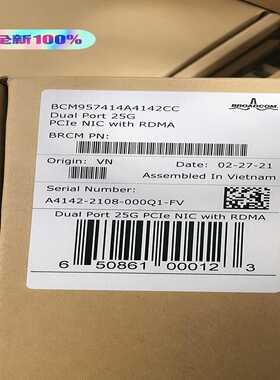 全新100%
BCM957414A4142CC
Dual Port 25G
PCIe NIC with RDMA
BRCM PN:
BROADCOM
Origin: VN
Date: 02-27-21
Assembled In Vietnam
Serial Number:
A4142-2108-000Q1-FV
Dual Port 25G PCIe NIC with RDMA
6 50861 00012 3